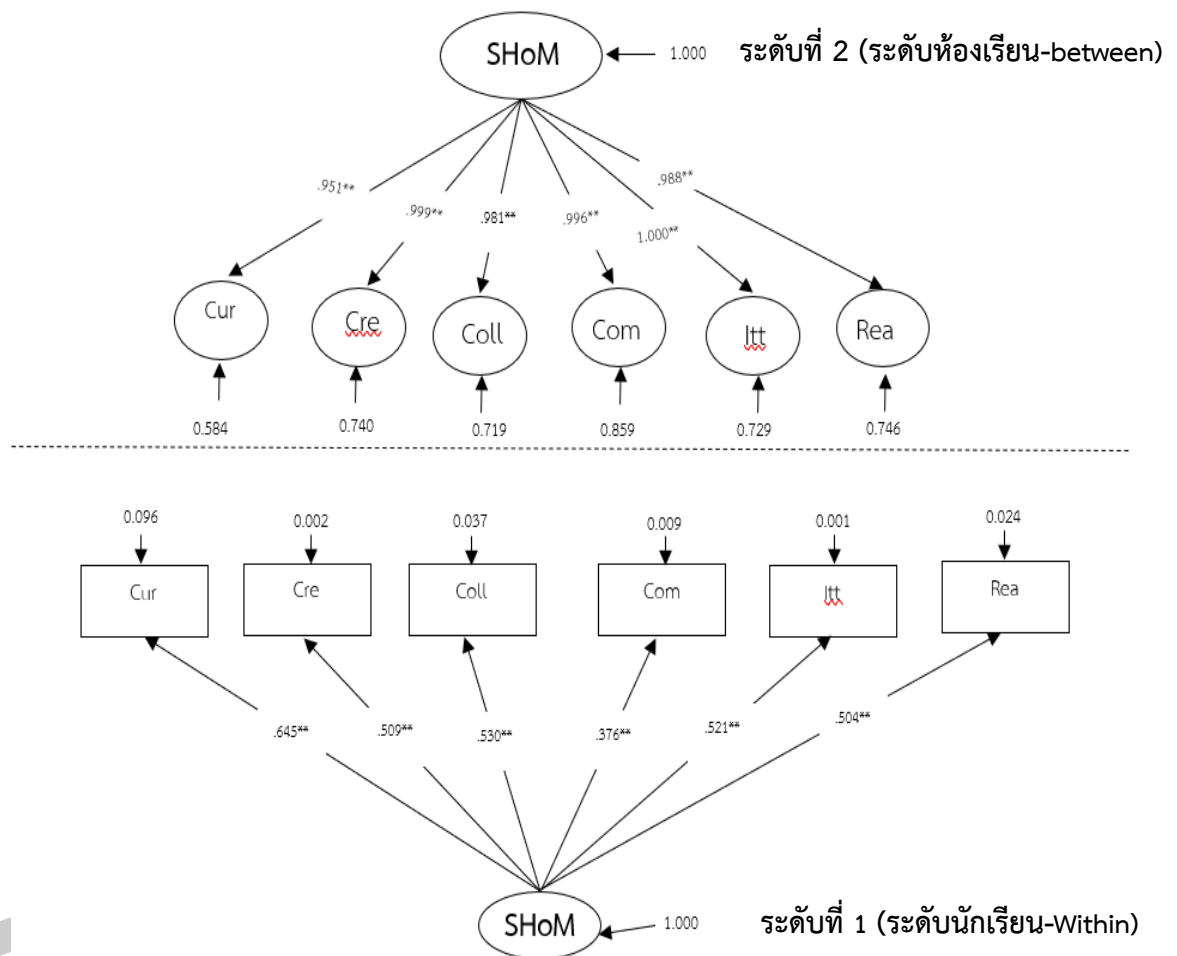 SHoM
1.000
ระดับที่ 2 (ระดับห้องเรียน-between)
.951**
.999**
.981**
.996**
1.000**
.988**
Cur
Cre
Coll
Com
Itt
Rea
0.584
0.740
0.719
0.859
0.729
0.746
0.096
0.002
0.037
0.009
0.001
0.024
Cur
Cre
Coll
Com
Itt
Rea
.645**
.509**
.530**
.376**
.521**
.504**
SHoM
1.000
ระดับที่ 1 (ระดับนักเรียน-Within)